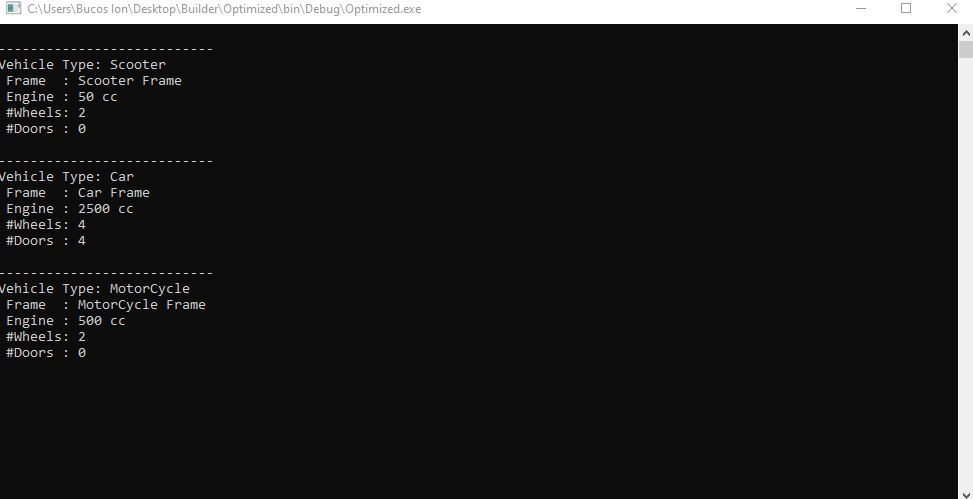 C:\Users\Bucos Ion\Desktop\Builder\Optimized\bin\Debug\Optimized.exe
---------------------------
Vehicle Type: Scooter
 Frame  : Scooter Frame
 Engine : 50 cc
 #Wheels: 2
 #Doors : 0
---------------------------
Vehicle Type: Car
 Frame  : Car Frame
 Engine : 2500 cc
 #Wheels: 4
 #Doors : 4
---------------------------
Vehicle Type: MotorCycle
 Frame  : MotorCycle Frame
 Engine : 500 cc
 #Wheels: 2
 #Doors : 0